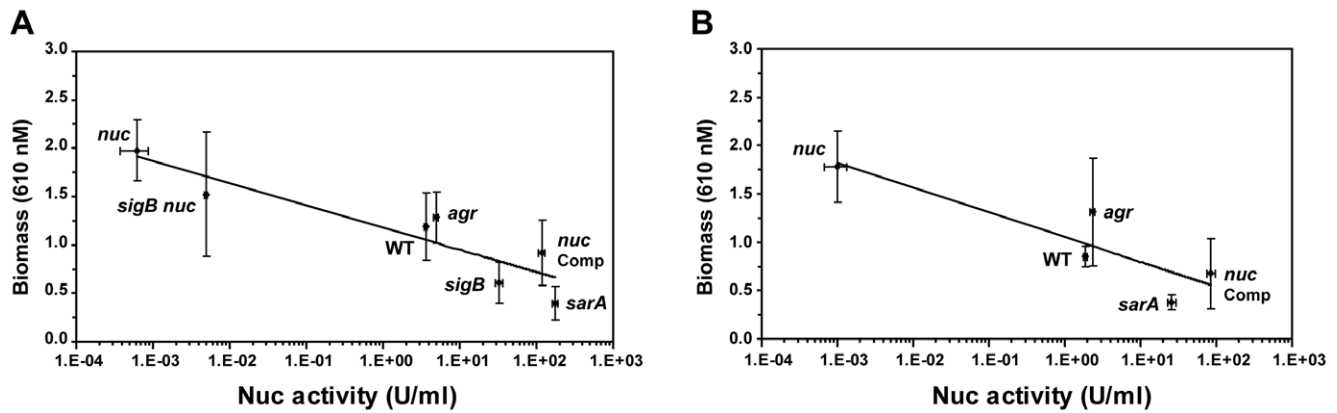 A
Biomass (610 nM)
3.0
2.5
2.0
1.5
1.0
0.5
0.0
nuc
sigB nuc
WT
agr
sigB
nuc
Comp
sarA
1.E-04 1.E-03 1.E-02 1.E-01 1.E+00 1.E+01 1.E+02 1.E+03
Nuc activity (U/ml)
B
Biomass (610 nM)
3.0
2.5
2.0
1.5
1.0
0.5
0.0
nuc
agr
WT
sarA
nuc
Comp
1.E-04 1.E-03 1.E-02 1.E-01 1.E+00 1.E+01 1.E+02 1.E+03
Nuc activity (U/ml)